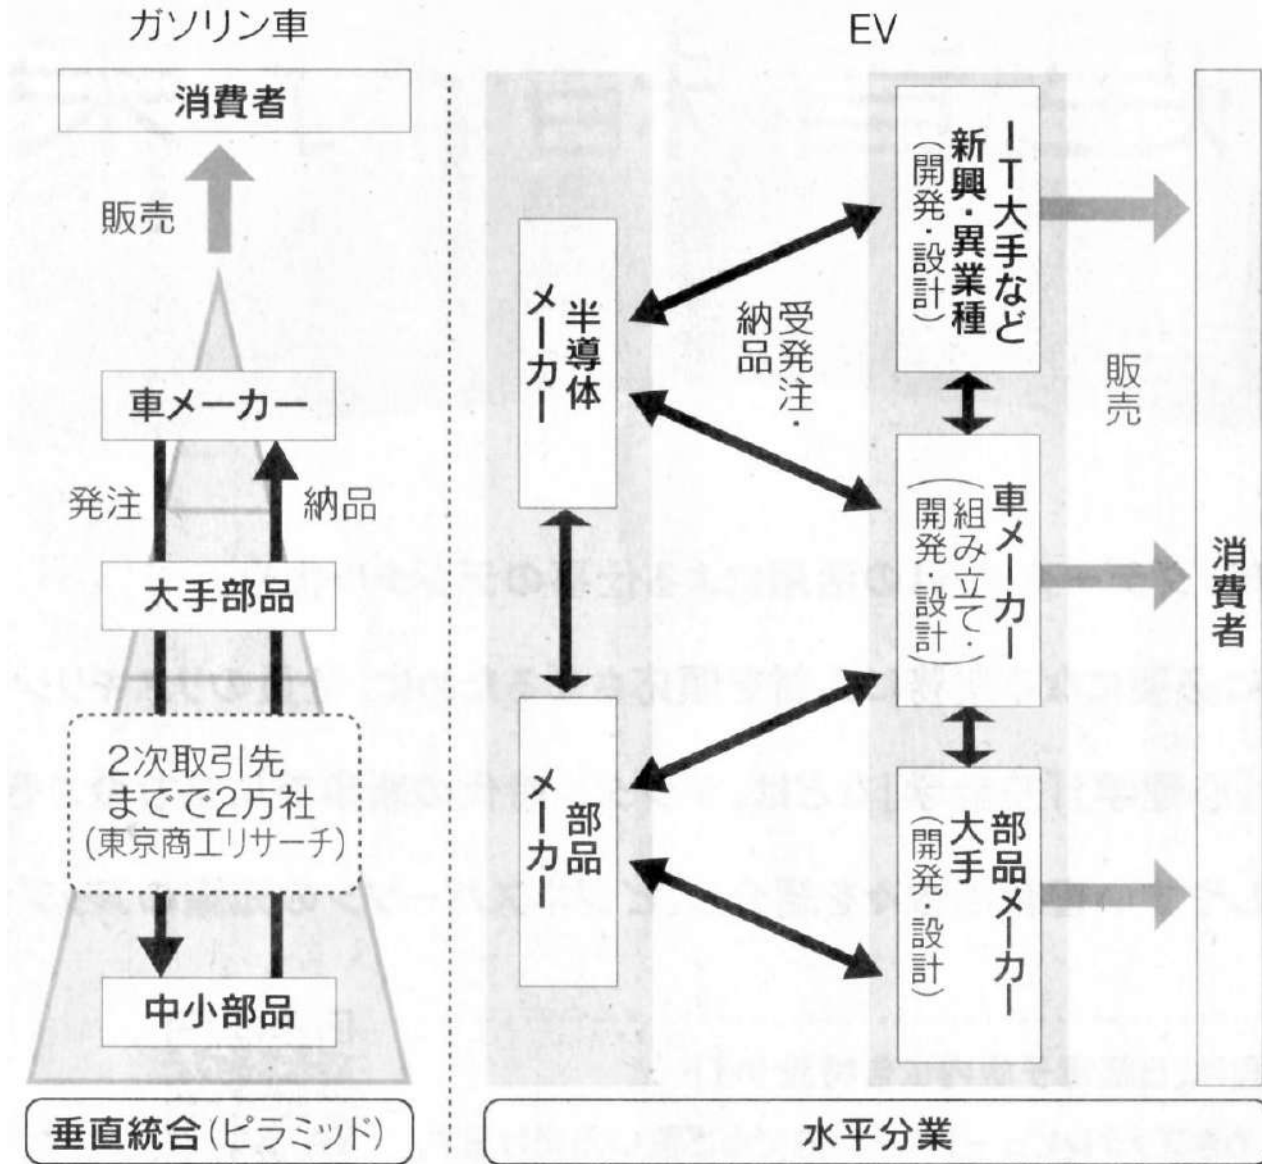 ガソリン車
消費者
販売
車メーカー
発注
納品
大手部品
2次取引先
までで2万社
(東京商工リサーチ)
中小部品
垂直統合(ピラミッド)
EV
半導体
メーカー
部品
メーカー
受発注・
納品
IT大手など
新興・異業種
(開発・設計)
車メーカー
(組み立て・
開発・設計)
部品メーカー
大手
(開発・設計)
販売
消費者
水平分業